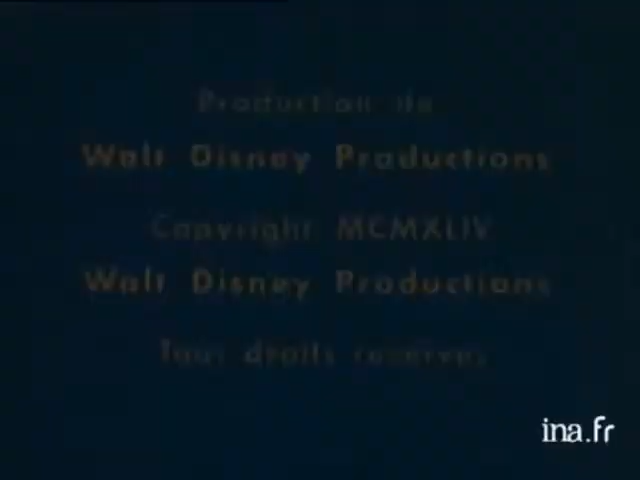 Production de
Walt Disney Productions
Copyright MCMXLIV
Walt Disney Productions
Tous droits réservés
ina.fr